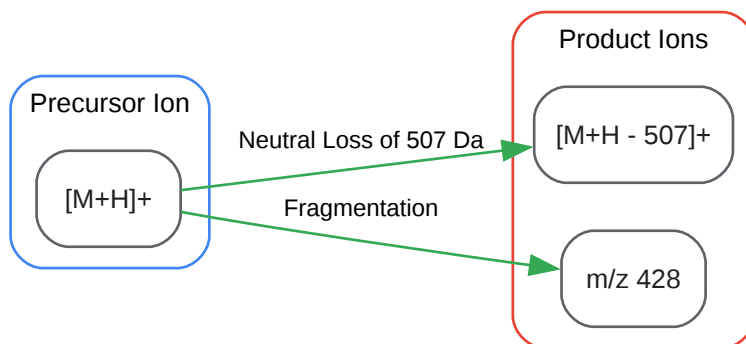 Product Ions
Precursor Ion
Neutral Loss of 507 Da
[M+H - 507]+
[M+H]+
Fragmentation
m/z 428